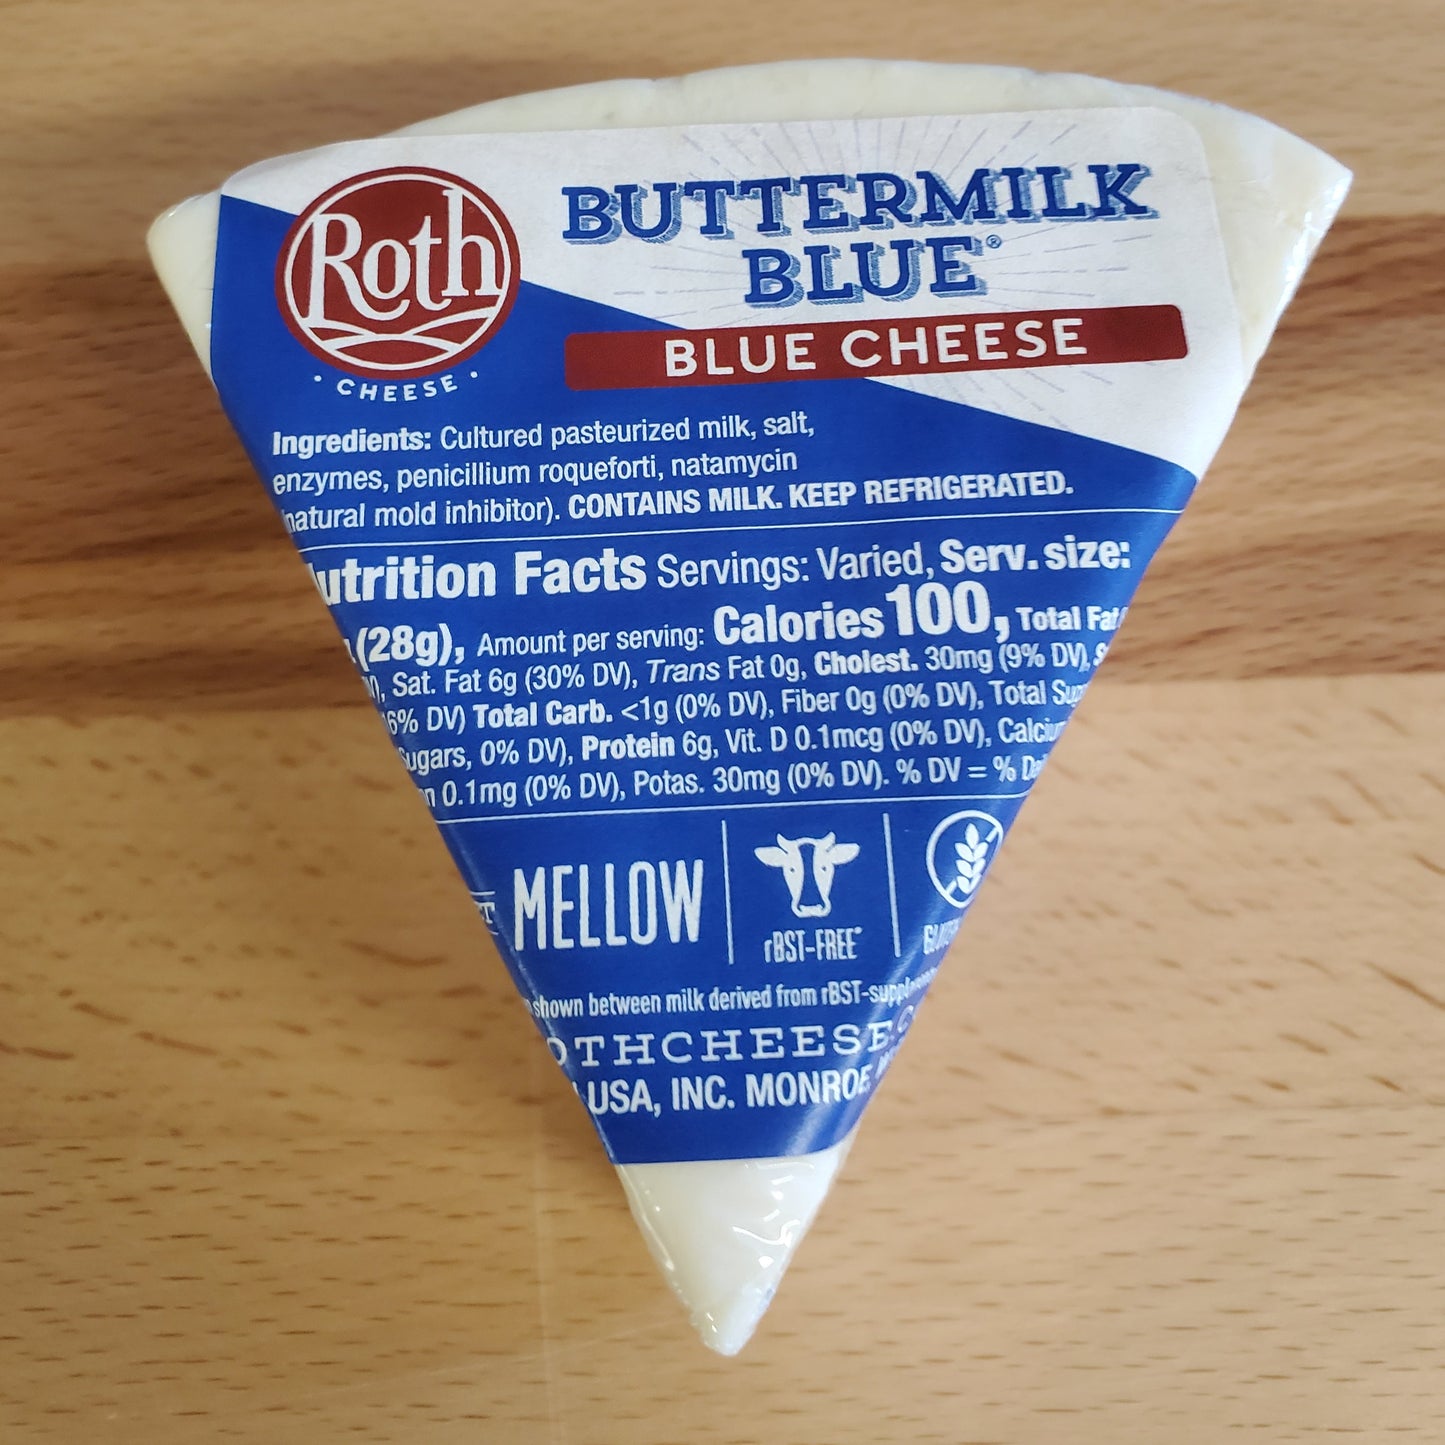 Roth
• CHEESE •
BUTTERMILK
BLUE®
BLUE CHEESE
Ingredients: Cultured pasteurized milk, salt,
enzymes, penicillium roqueforti, natamycin
natural mold inhibitor). CONTAINS MILK. KEEP REFRIGERATED.
utrition Facts Servings: Varied, Serv. size:
(28g), Amount per serving: Calories 100, Total Fat
Sat. Fat 6g (30% DV), Trans Fat 0g, Cholest. 30mg (9% DV),
6% DV) Total Carb. <1g (0% DV), Fiber 0g (0% DV), Total
sugars, 0% DV), Protein 6g, Vit. D 0.1mcg (0% DV),
0.1mg (0% DV), Potas. 30mg (0% DV). % DV = %
MELLOW
rBST-FREE*
shown between milk derived from
OTHCHEESE
USA, INC. MONROE